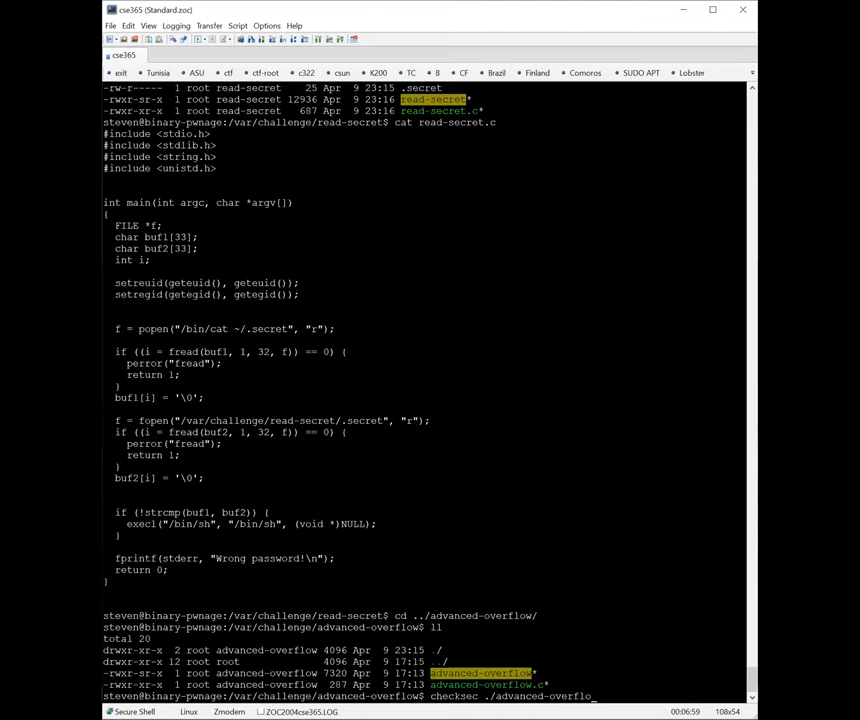 cse365 (Standard.zoc)
File Edit View Logging Transfer Script Options Help
cse365
exit Tunisia ASU ctf ctf-root c322 csun K200 TC B CF Brazil Finland Comoros SUDO APT Lobster
-rw-r----- 1 root read-secret 25 Apr 9 23:15 .secret
-rwxr-sr-x 1 root read-secret 12936 Apr 9 23:16 read-secret*
-rwxr-sr-x 1 root read-secret 687 Apr 9 23:16 read-secret.c*
steven@binary-pwnage:/var/challenge/read-secret$ cat read-secret.c
#include <stdio.h>
#include <stdlib.h>
#include <string.h>
#include <unistd.h>
int main(int argc, char *argv[])
{
FILE *f;
char buf1[33];
char buf2[33];
int i;
setreuid(geteuid(), geteuid());
setregid(getegid(), getegid());
f = popen("/bin/cat ~/.secret", "r");
if ((i = fread(buf1, 1, 32, f)) == 0) {
perror("fread");
return 1;
}
buf1[i] = '\0';
f = fopen("/var/challenge/read-secret/.secret", "r");
if ((i = fread(buf2, 1, 32, f)) == 0) {
perror("fread");
return 1;
}
buf2[i] = '\0';
if (!strcmp(buf1, buf2)) {
execl("/bin/sh", "/bin/sh", (void *)NULL);
}
fprintf(stderr, "Wrong password!\n");
return 0;
}
steven@binary-pwnage:/var/challenge/read-secret$ cd ../advanced-overflow/
steven@binary-pwnage:/var/challenge/advanced-overflow$ ll
total 20
drwxr-xr-x 2 root advanced-overflow 4096 Apr 9 23:15 ./
drwxr-xr-x 12 root root 4096 Apr 9 17:15 ../
-rwxr-sr-x 1 root advanced-overflow 7320 Apr 9 17:13 advanced-overflow*
-rwxr-sr-x 1 root advanced-overflow 287 Apr 9 17:13 advanced-overflow.c*
steven@binary-pwnage:/var/challenge/advanced-overflow$ checksec ./advanced-overflo_
Secure Shell Linux Zmodem ZOC2004cse365.LOG 00:06:59 108x54